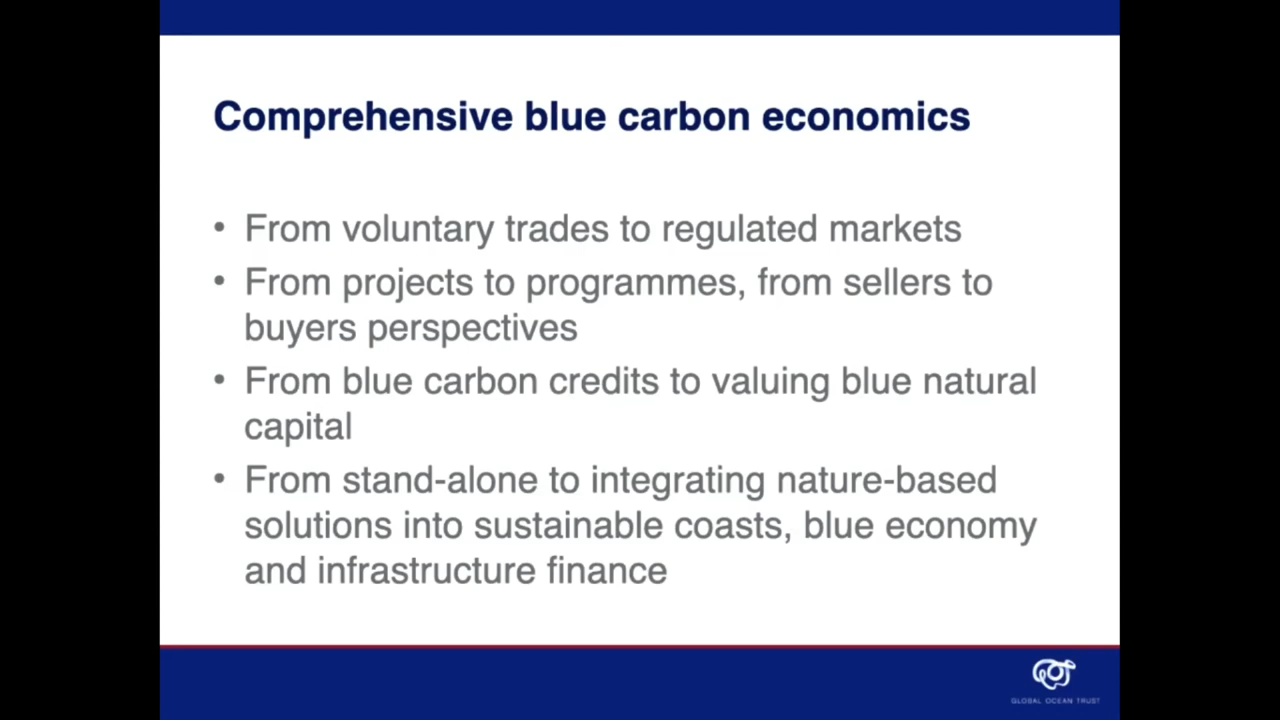 Comprehensive blue carbon economics
• From voluntary trades to regulated markets
• From projects to programmes, from sellers to
buyers perspectives
• From blue carbon credits to valuing blue natural
capital
• From stand-alone to integrating nature-based
solutions into sustainable coasts, blue economy
and infrastructure finance
GLOBAL OCEAN TRUST